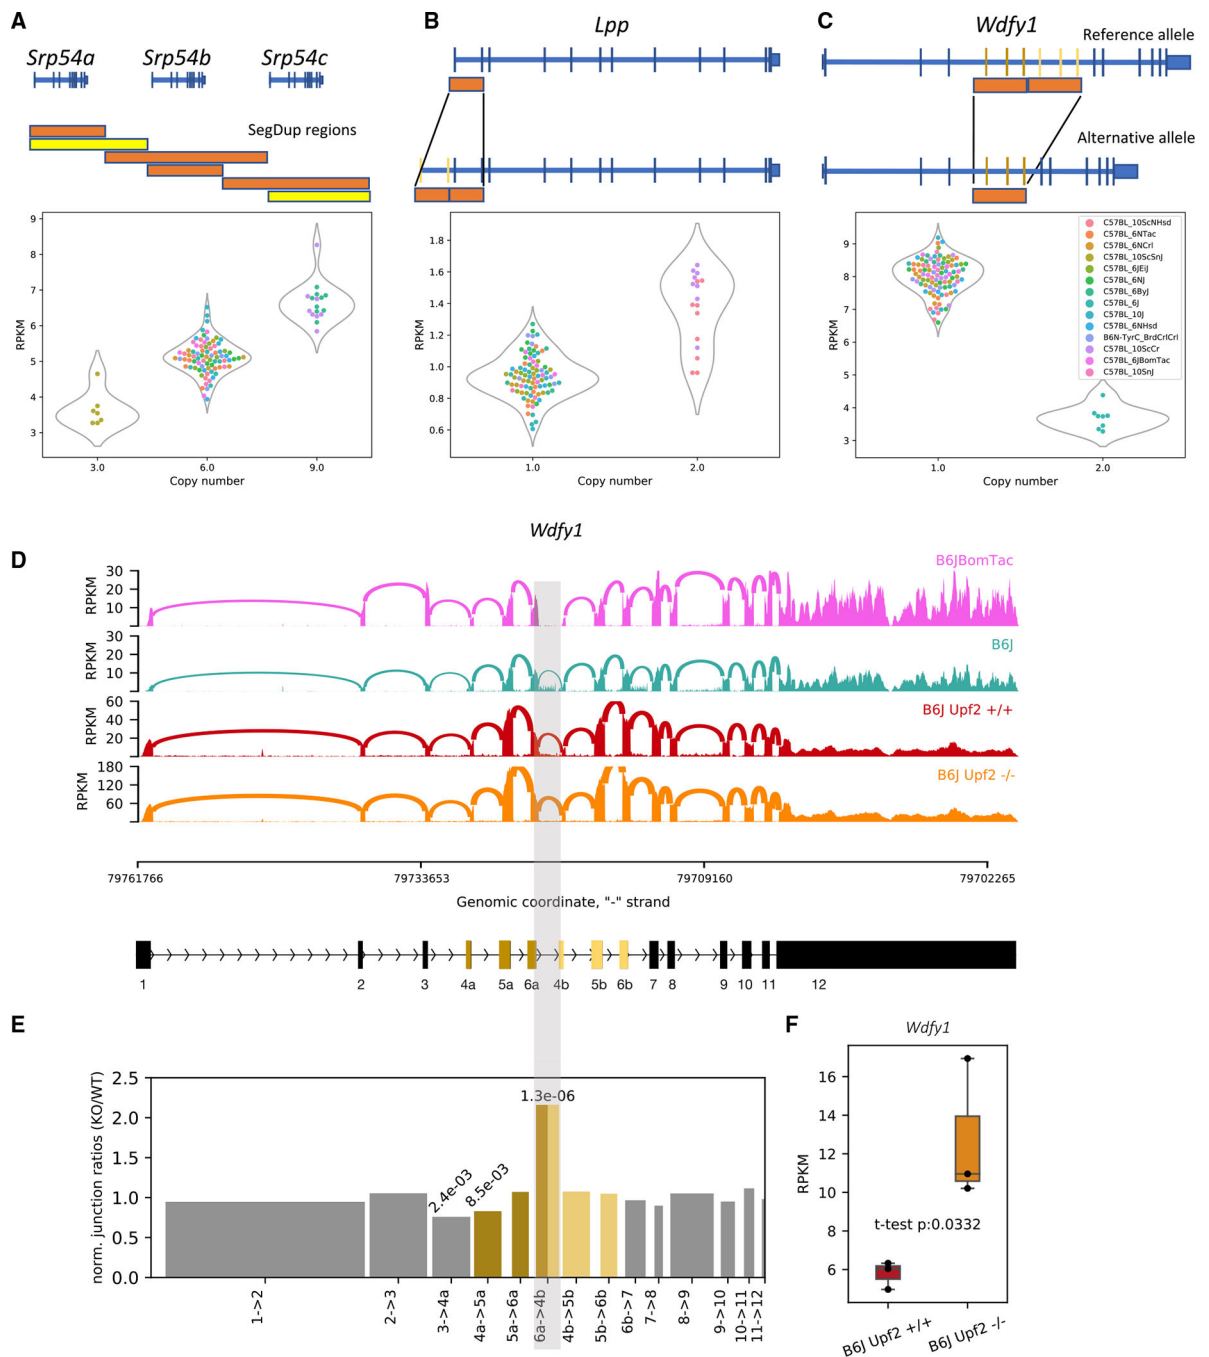 A
Srp54a
Srp54b
Srp54c
SegDup regions
RPKM
9
8
7
6
5
4
3
3.0
6.0
9.0
Copy number
B
Lpp
RPKM
1.8
1.6
1.4
1.2
1.0
0.8
0.6
1.0
2.0
Copy number
C
Wdfy1
Reference allele
Alternative allele
RPKM
9
8
7
6
5
4
3
C57BL_10ScNHsd
C57BL_6NTac
C57BL_6NCrl
C57BL_10ScSnJ
C57BL_6JEiJ
C57BL_6NJ
C57BL_6ByJ
C57BL_6J
C57BL_10J
C57BL_6NHsd
B6N-TyrC_BrdCrlCrl
C57BL_10ScCr
C57BL_6JBomTac
C57BL_10SnJ
1.0
2.0
Copy number
D
Wdfy1
B6JBomTac
RPKM
30
20
10
B6J
RPKM
30
20
10
B6J Upf2 +/+
RPKM
60
40
20
B6J Upf2 -/-
RPKM
180
120
60
79761766
79733653
79709160
79702265
Genomic coordinate, "-" strand
1
2
3
4a
5a
6a
4b
5b
6b
7
8
9
10
11
12
E
norm. junction ratios (KO/WT)
2.5
2.0
1.5
1.0
0.5
0.0
2.4e-03
8.5e-03
1.3e-06
1->2
2->3
3->4a
4a->5a
5a->6a
6a->4b
4b->5b
5b->6b
6b->7
7->8
8->9
9->10
10->11
11->12
F
Wdfy1
RPKM
16
14
12
10
8
6
t-test p:0.0332
B6J Upf2 +/+
B6J Upf2 -/-